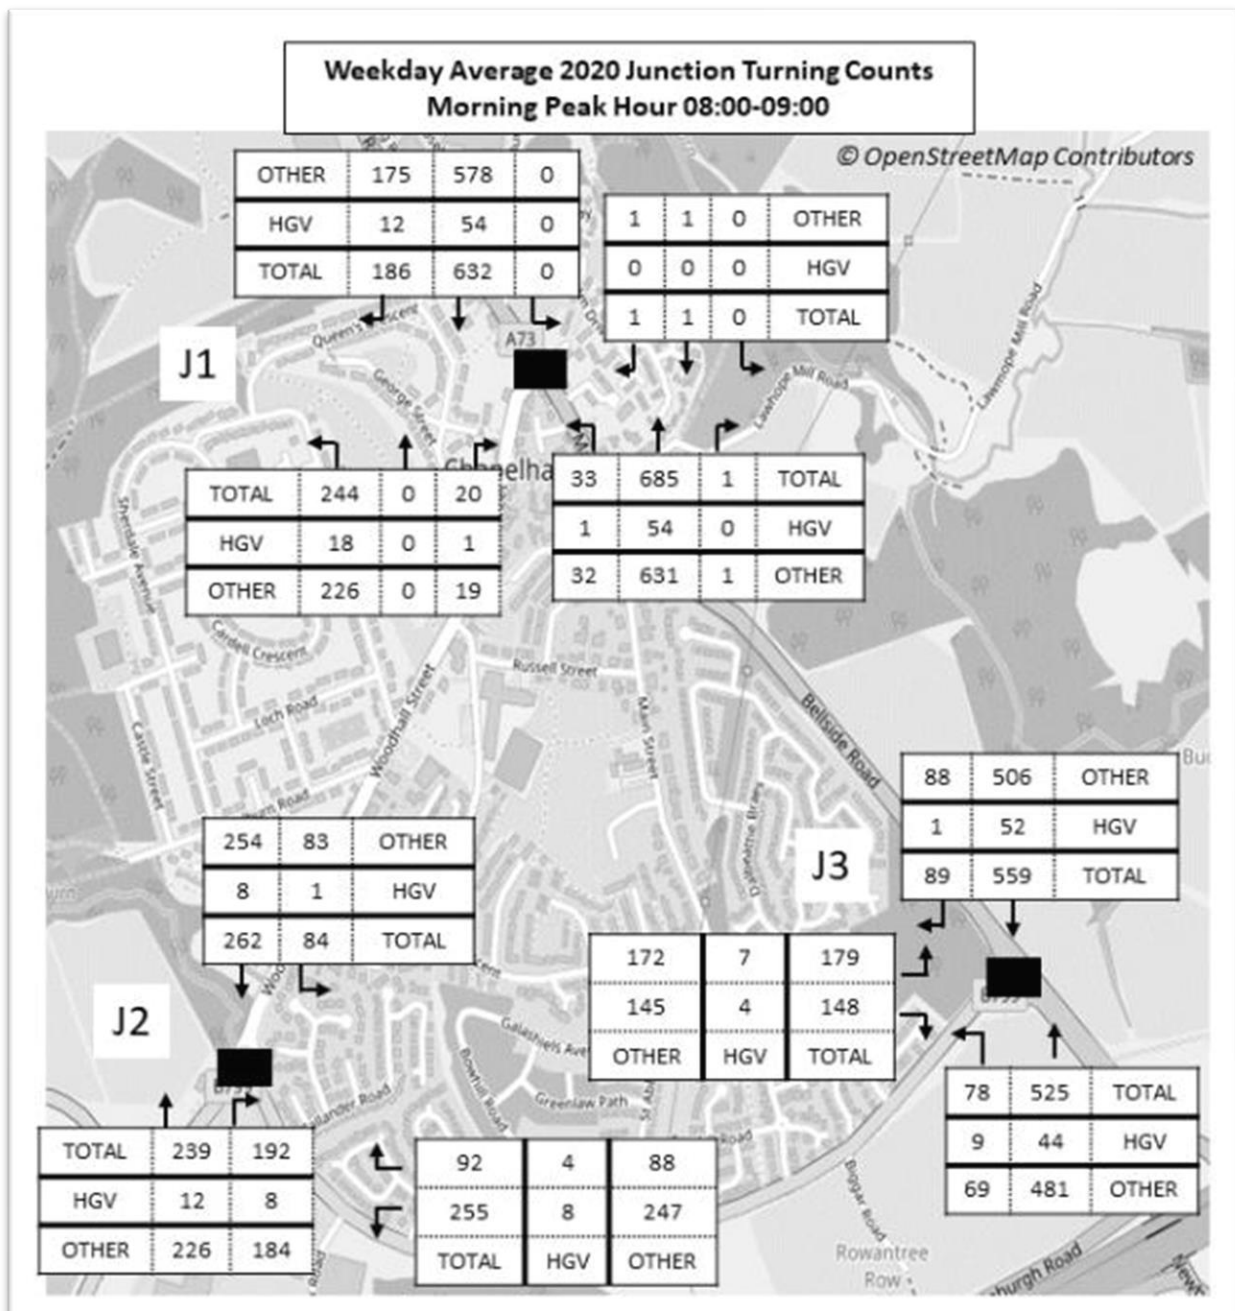 Weekday Average 2020 Junction Turning Counts
Morning Peak Hour 08:00-09:00
© OpenStreetMap Contributors
OTHER 175 578 0
HGV 12 54 0
TOTAL 186 632 0
1 1 0 OTHER
0 0 0 HGV
1 1 0 TOTAL
J1
Queen's Crescent
A73
George Street
Lawhope Mill Road
Lawmope Mill Road
TOTAL 244 0 20
HGV 18 0 1
OTHER 226 0 19
33 685 1 TOTAL
1 54 0 HGV
32 631 1 OTHER
Sherdale Avenue
Cardell Crescent
Russell Street
Loch Road
Woodhall Street
Main Street
Bellside Road
Castle Street
Road
254 83 OTHER
8 1 HGV
262 84 TOTAL
88 506 OTHER
1 52 HGV
89 559 TOTAL
J3
172 7 179
145 4 148
OTHER HGV TOTAL
J2
Galashiels Ave
Bowhill Road
Greenlaw Path
78 525 TOTAL
9 44 HGV
69 481 OTHER
TOTAL 239 192
HGV 12 8
OTHER 226 184
92 4 88
255 8 247
TOTAL HGV OTHER
Road
Biggar Road
Rowantree
Row
Road